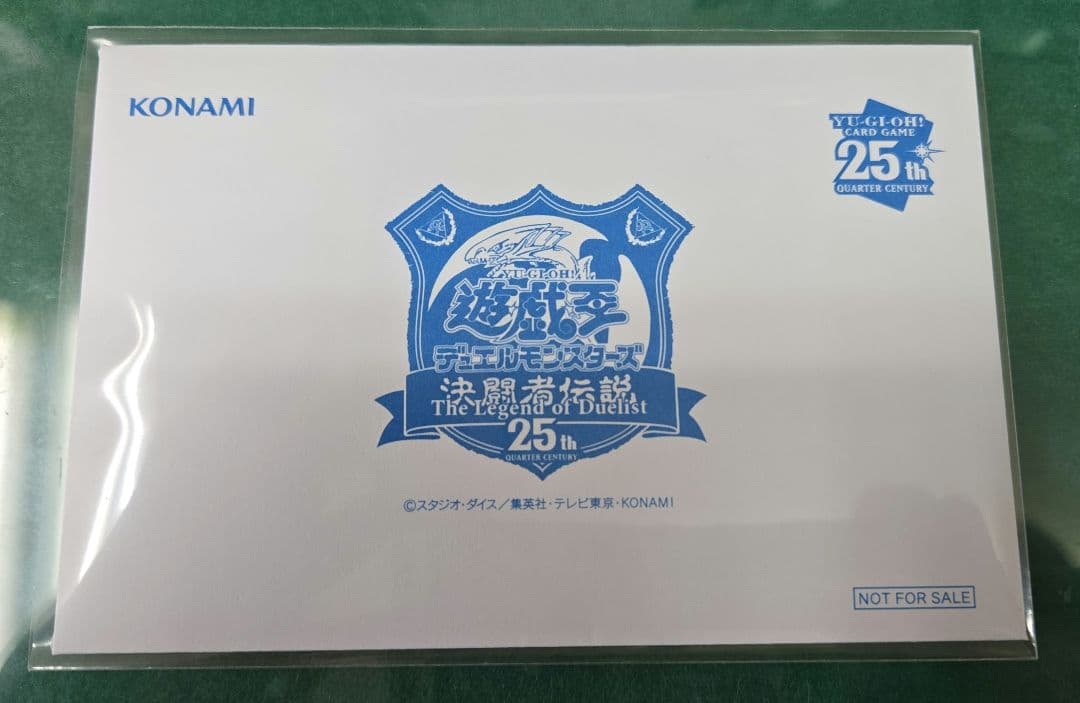 KONAMI
YU-GI-OH!
CARD GAME
25th
QUARTER CENTURY
YU-GI-OH!
遊戯王
デュエルモンスターズ
決闘者伝説
The Legend of Duelist
25th
QUARTER CENTURY
©スタジオ・ダイス／集英社・テレビ東京・KONAMI
NOT FOR SALE